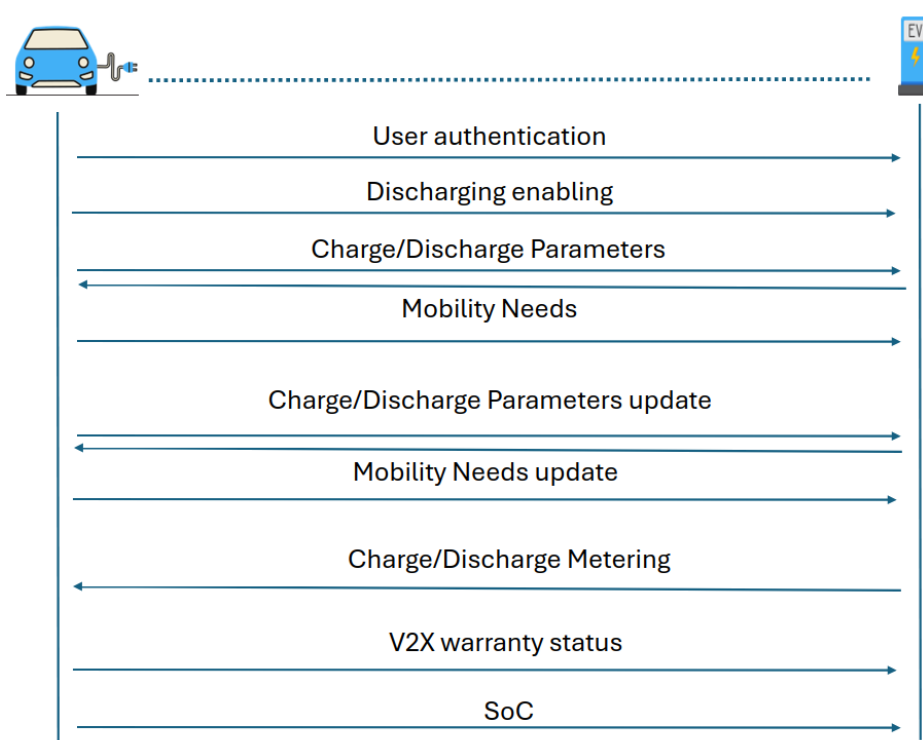 EV
User authentication
Discharging enabling
Charge/Discharge Parameters
Mobility Needs
Charge/Discharge Parameters update
Mobility Needs update
Charge/Discharge Metering
V2X warranty status
SoC